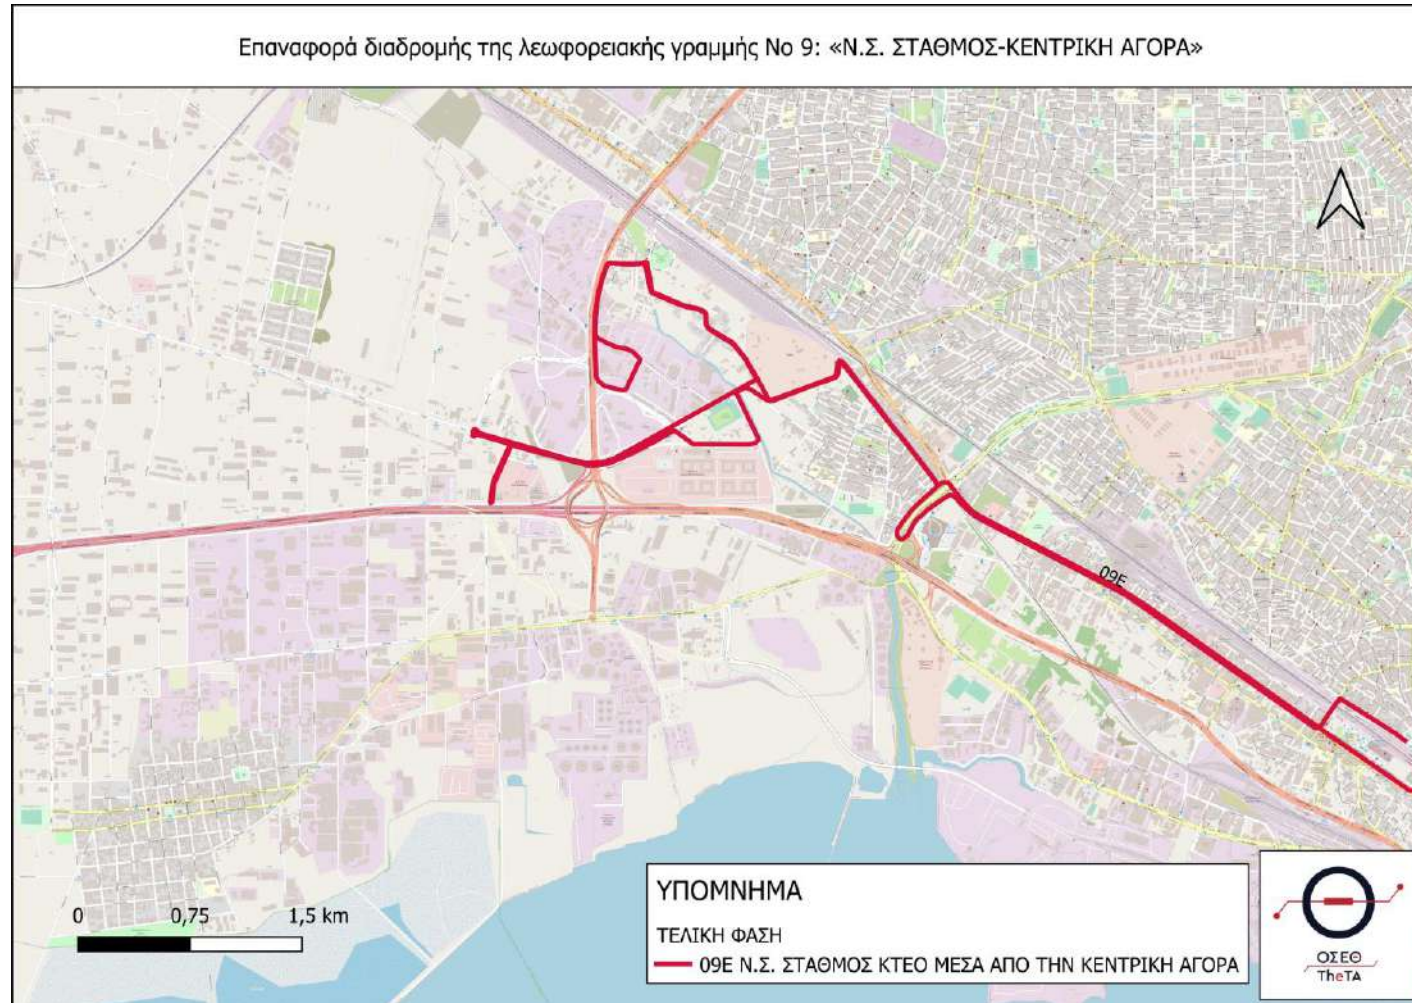 Επαναφορά διαδρομής της λεωφορειακής γραμμής Νο 9: «Ν.Σ. ΣΤΑΘΜΟΣ-ΚΕΝΤΡΙΚΗ ΑΓΟΡΑ»
09Ε
ΥΠΟΜΝΗΜΑ
ΤΕΛΙΚΗ ΦΑΣΗ
09Ε Ν.Σ. ΣΤΑΘΜΟΣ ΚΤΕΟ ΜΕΣΑ ΑΠΟ ΤΗΝ ΚΕΝΤΡΙΚΗ ΑΓΟΡΑ
0 0,75 1,5 km
ΟΣΕΘ
TheTA